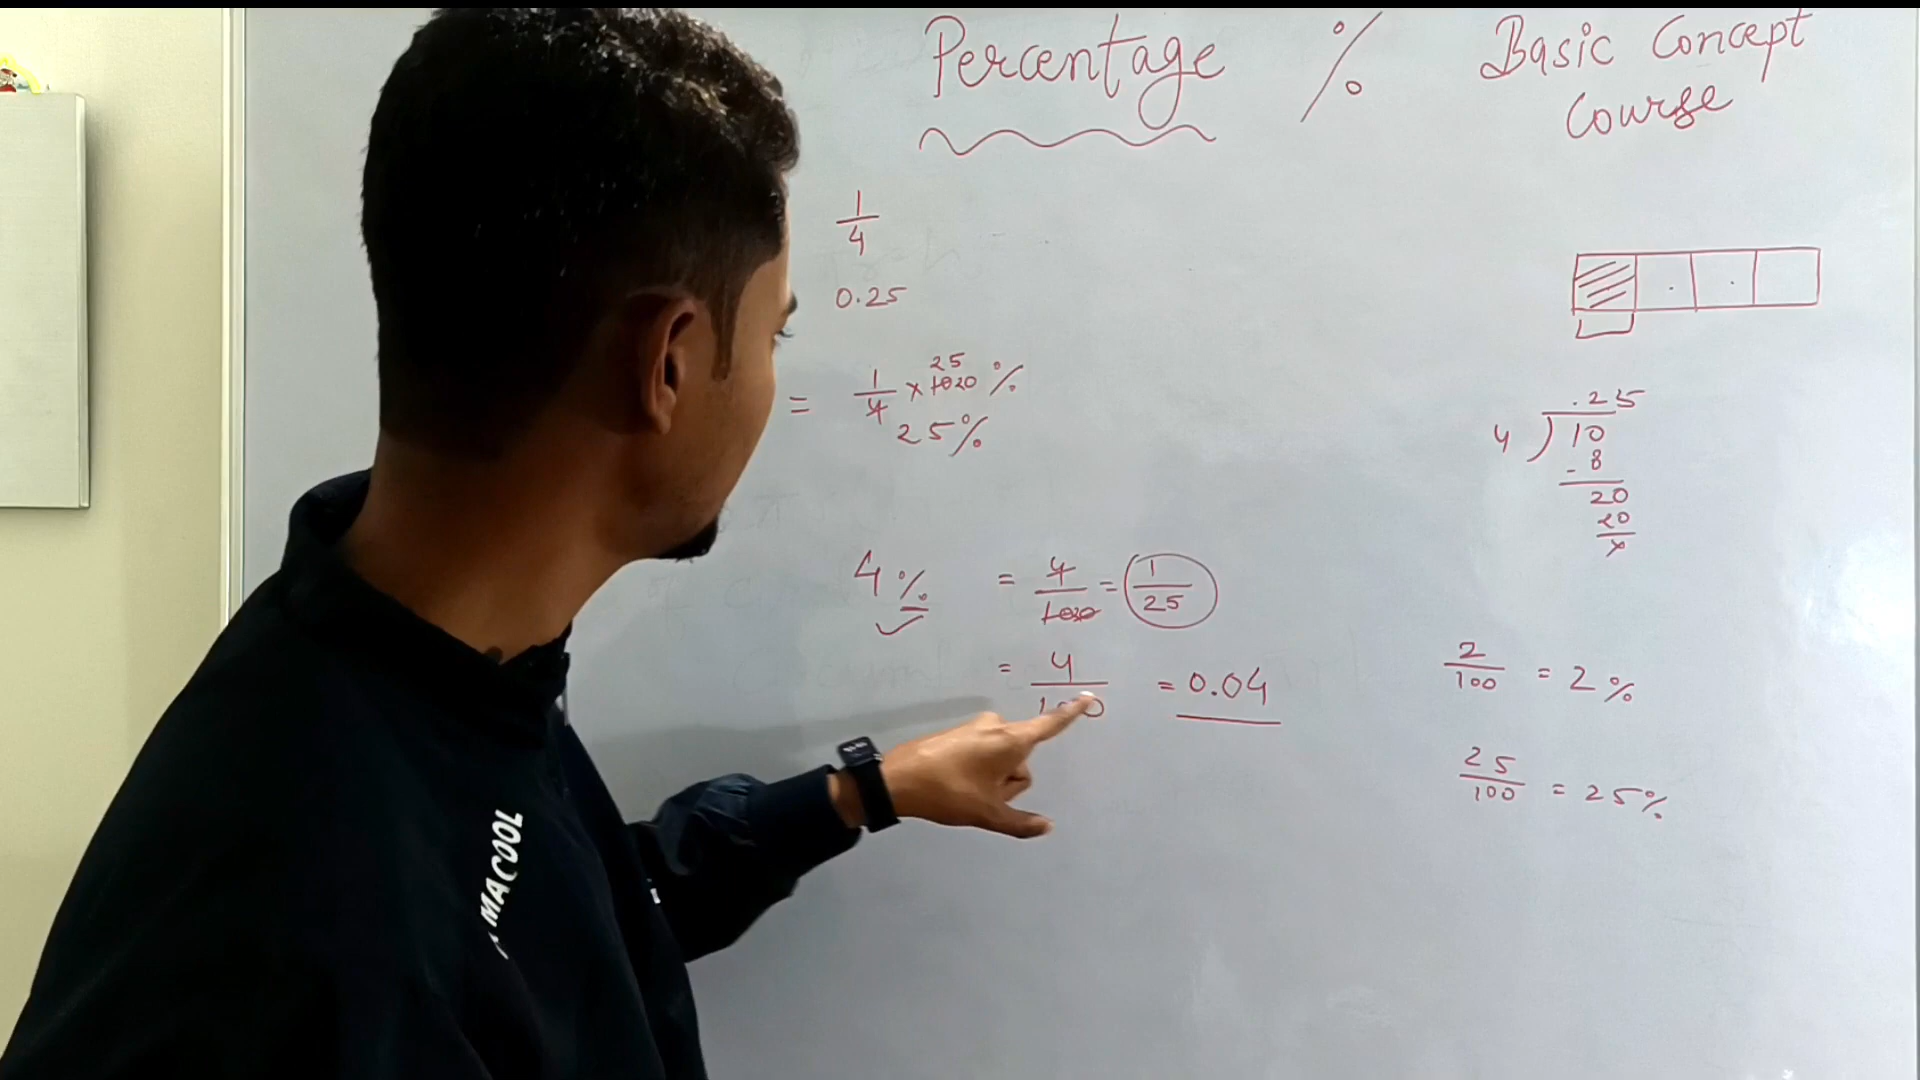 Percentage % Basic Concept
Course
1/4
0.25
= 1/4 × 100 % 25
25%
.25
4 ) 10
- 8
20
20
×
4% = 4/100 = 1/25
= 4/100 = 0.04
2/100 = 2%
25/100 = 25%
MACOOL